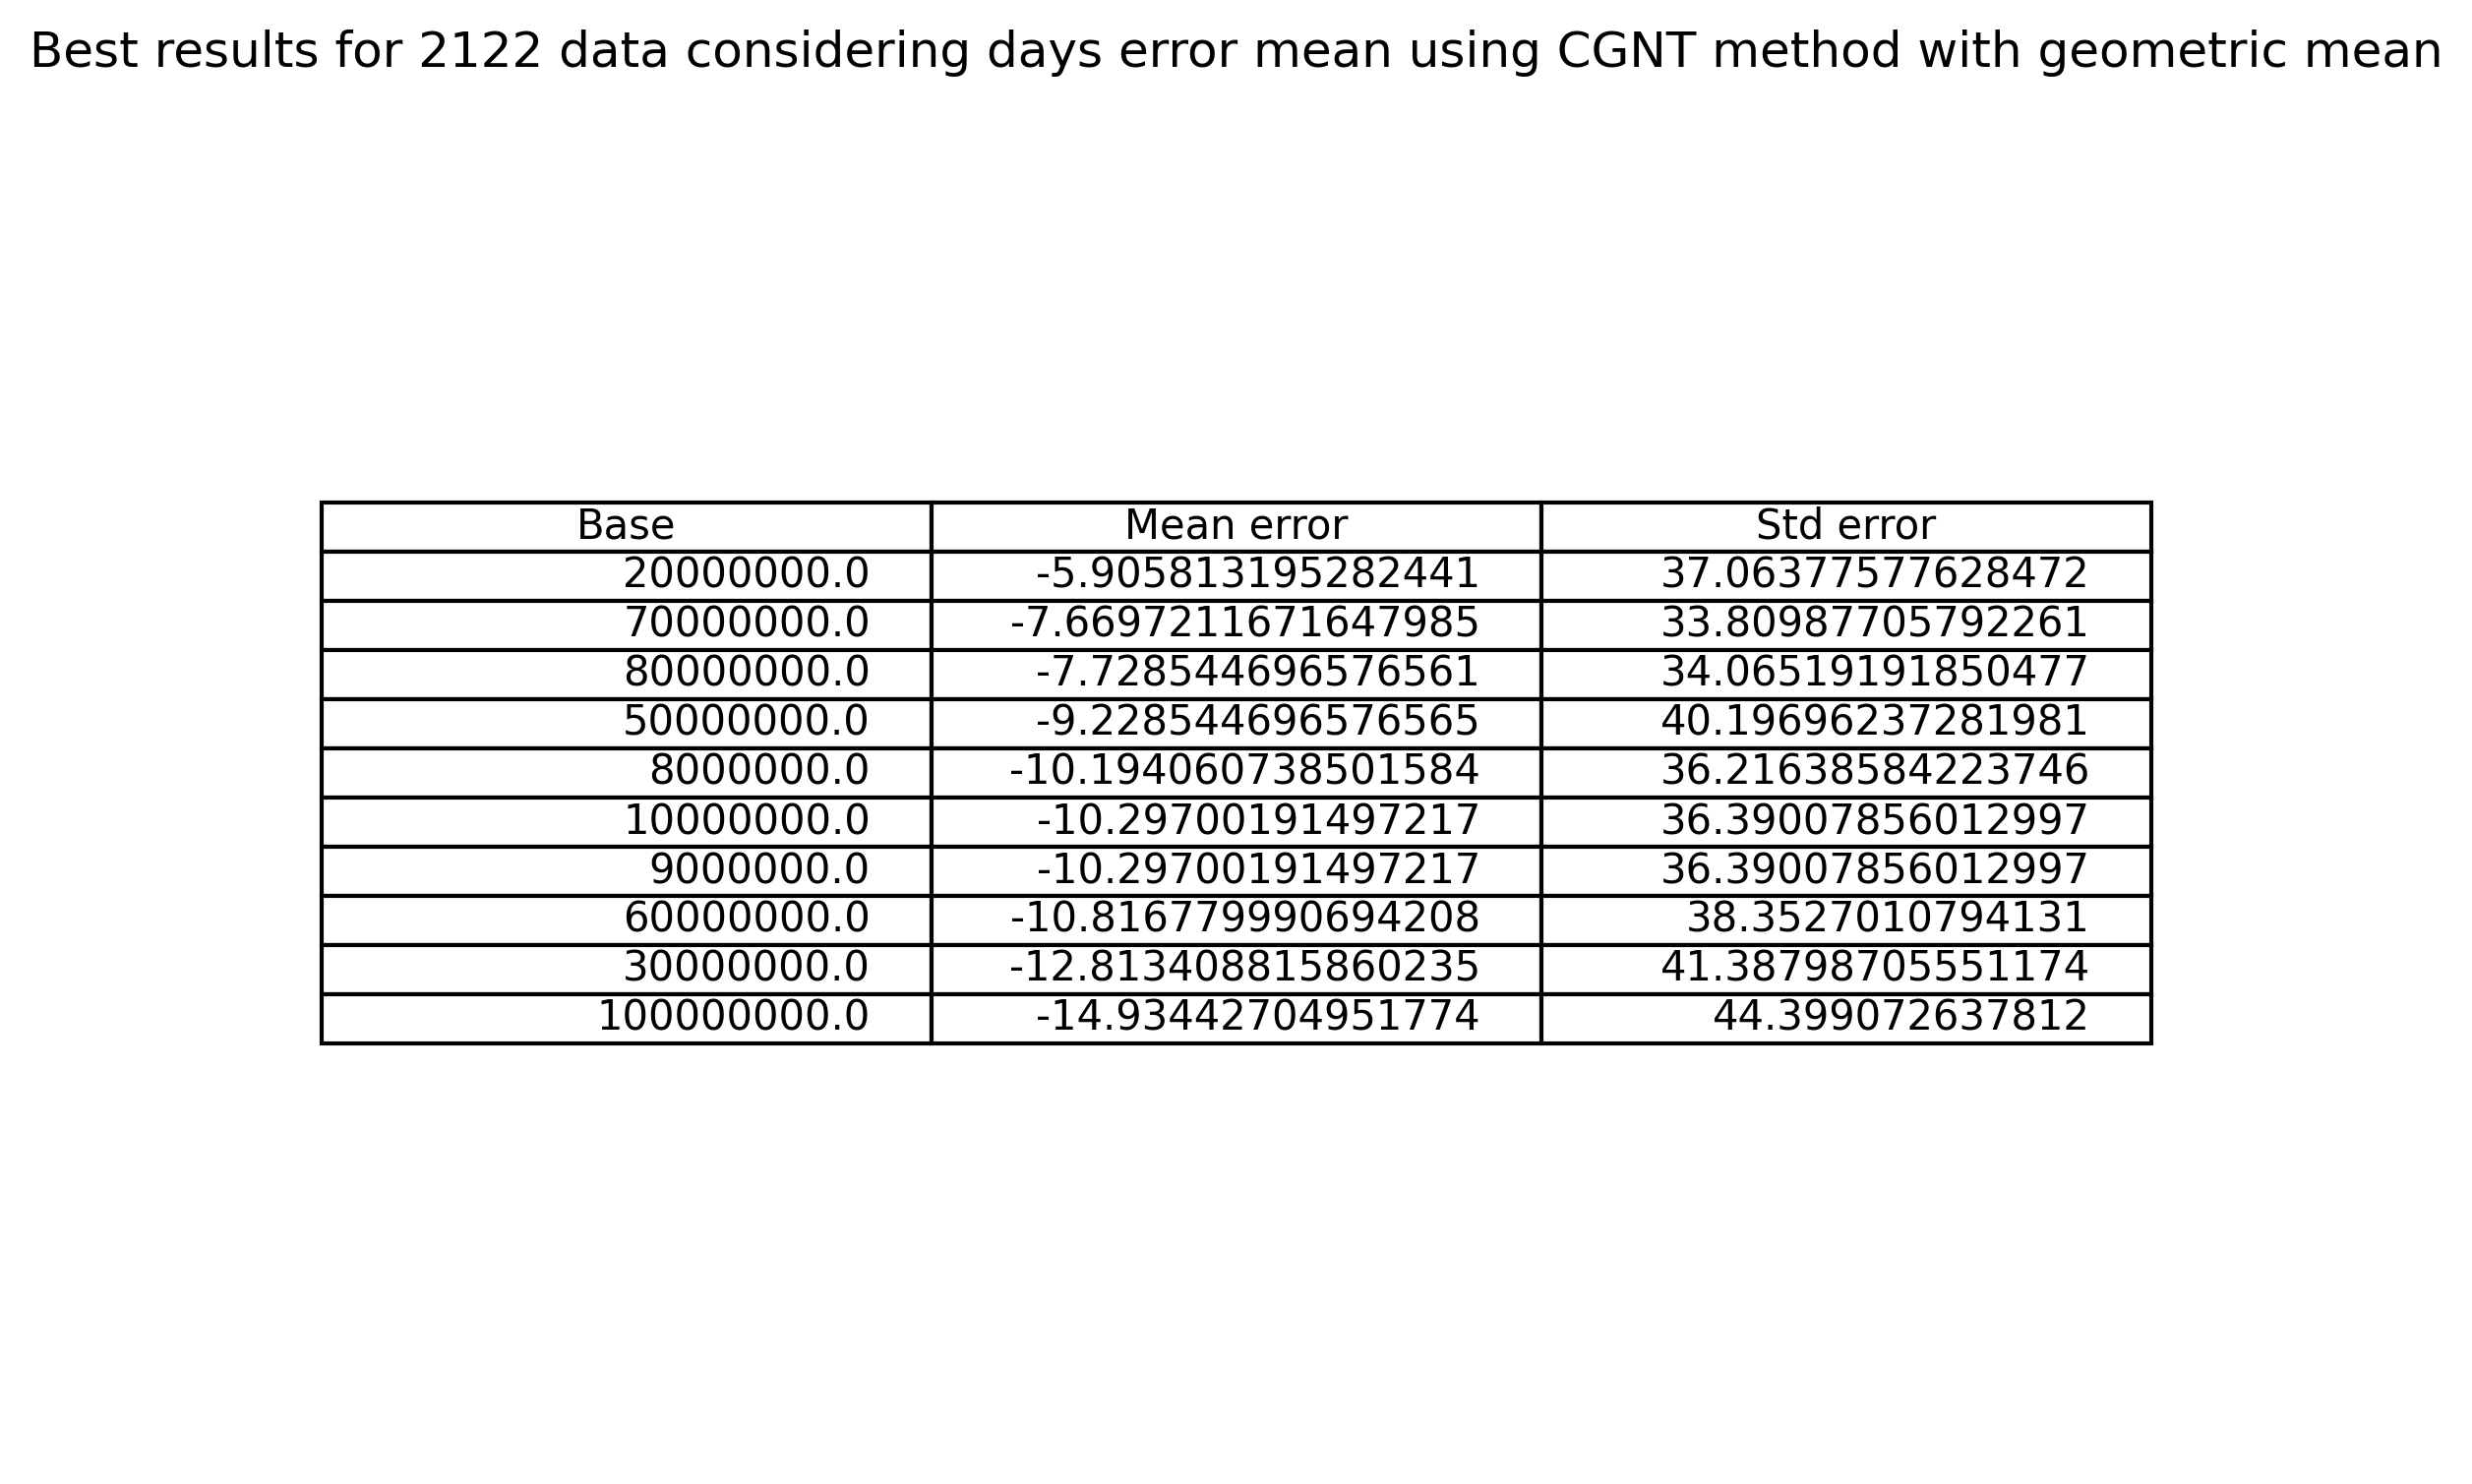 Best results for 2122 data considering days error mean using CGNT method with geometric mean
Base Mean error Std error
20000000.0 -5.905813195282441 37.06377577628472
70000000.0 -7.6697211671647985 33.80987705792261
80000000.0 -7.728544696576561 34.06519191850477
50000000.0 -9.228544696576565 40.19696237281981
8000000.0 -10.194060738501584 36.21638584223746
10000000.0 -10.29700191497217 36.39007856012997
9000000.0 -10.29700191497217 36.39007856012997
60000000.0 -10.816779990694208 38.3527010794131
30000000.0 -12.813408815860235 41.38798705551174
100000000.0 -14.93442704951774 44.399072637812